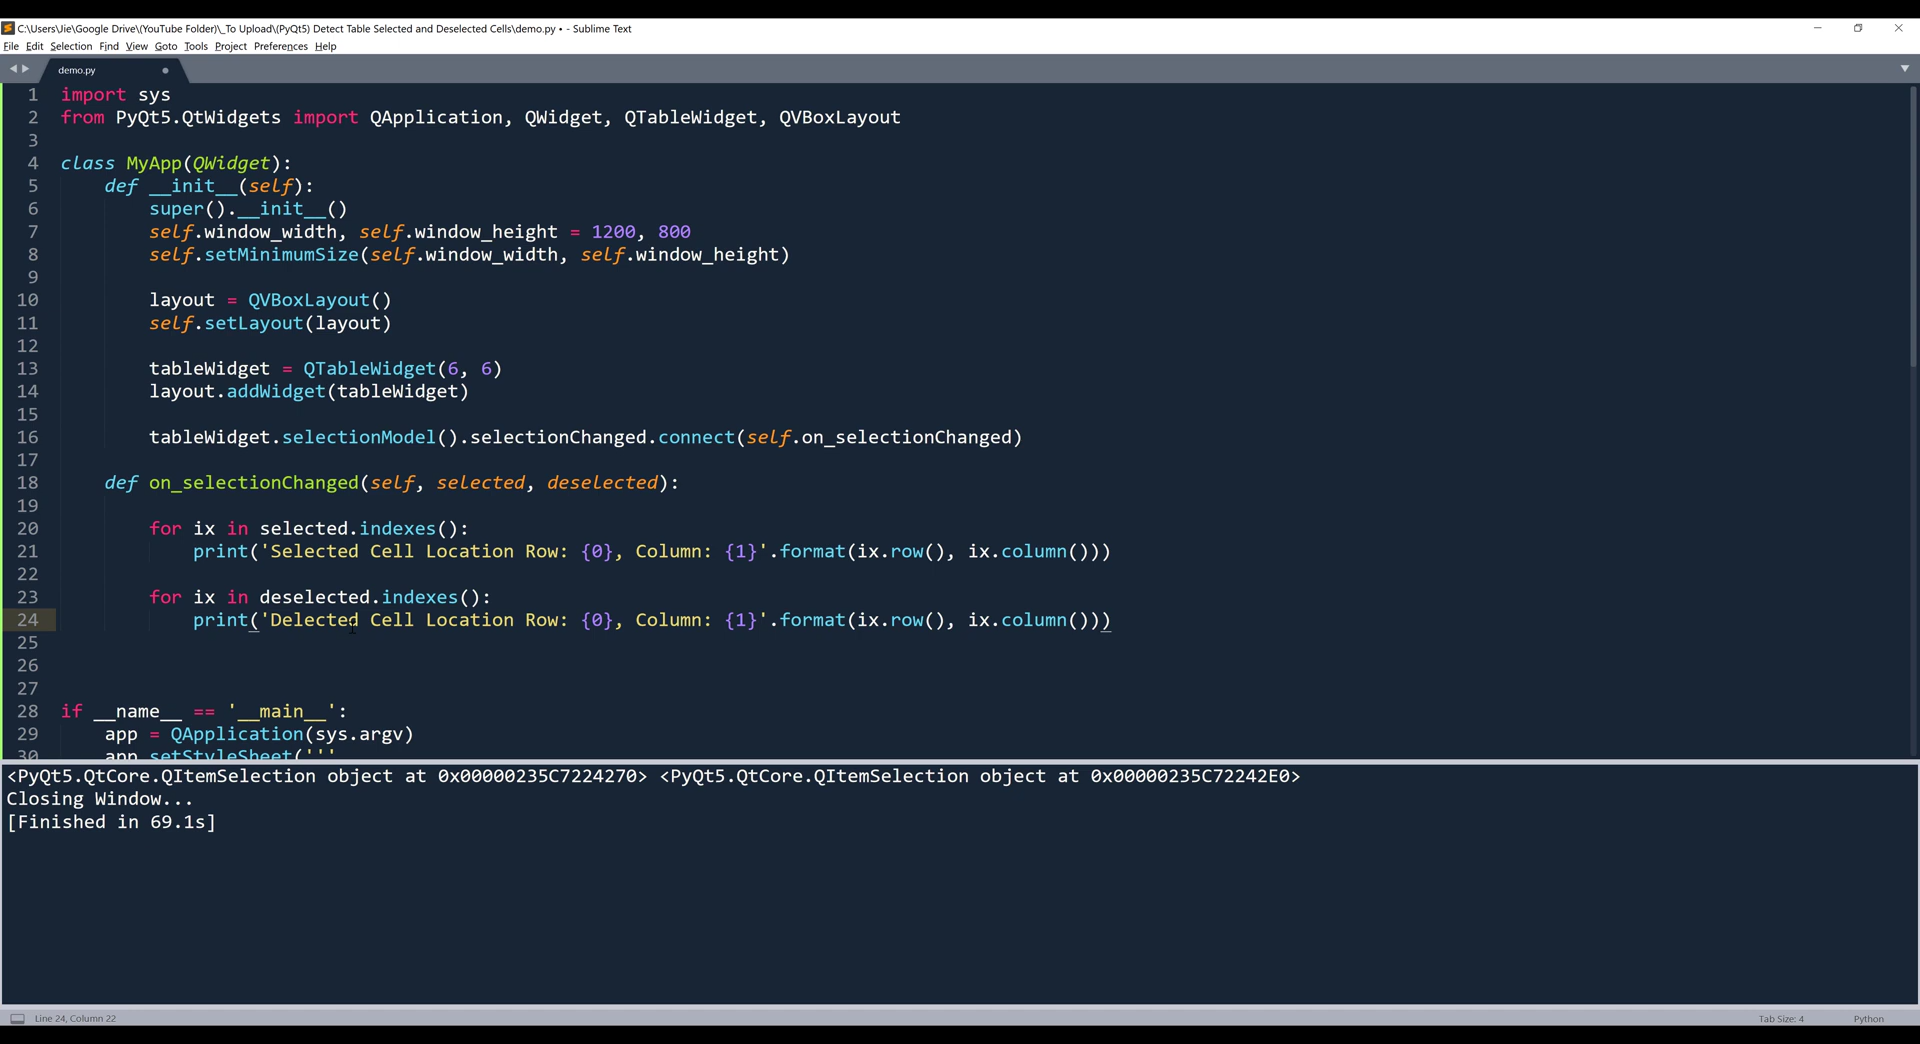 C:\Users\Jie\Google Drive\(YouTube Folder)\_To Upload\(PyQt5) Detect Table Selected and Deselected Cells\demo.py • - Sublime Text
File Edit Selection Find View Goto Tools Project Preferences Help
demo.py
1 import sys
2 from PyQt5.QtWidgets import QApplication, QWidget, QTableWidget, QVBoxLayout
3
4 class MyApp(QWidget):
5     def __init__(self):
6         super().__init__()
7         self.window_width, self.window_height = 1200, 800
8         self.setMinimumSize(self.window_width, self.window_height)
9
10         layout = QVBoxLayout()
11         self.setLayout(layout)
12
13         tableWidget = QTableWidget(6, 6)
14         layout.addWidget(tableWidget)
15
16         tableWidget.selectionModel().selectionChanged.connect(self.on_selectionChanged)
17
18     def on_selectionChanged(self, selected, deselected):
19
20         for ix in selected.indexes():
21             print('Selected Cell Location Row: {0}, Column: {1}'.format(ix.row(), ix.column()))
22
23         for ix in deselected.indexes():
24             print('Delected Cell Location Row: {0}, Column: {1}'.format(ix.row(), ix.column()))
25
26
27
28 if __name__ == '__main__':
29     app = QApplication(sys.argv)
30     app.setStyleSheet('''
<PyQt5.QtCore.QItemSelection object at 0x00000235C7224270> <PyQt5.QtCore.QItemSelection object at 0x00000235C72242E0>
Closing Window...
[Finished in 69.1s]
Line 24, Column 22
Tab Size: 4
Python